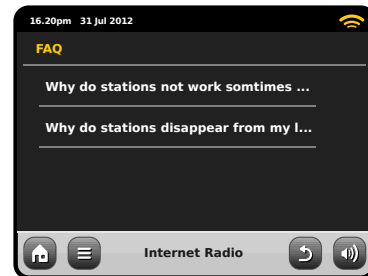 16.20pm 31 Jul 2012
FAQ
Why do stations not work somtimes ...
Why do stations disappear from my l...
Internet Radio